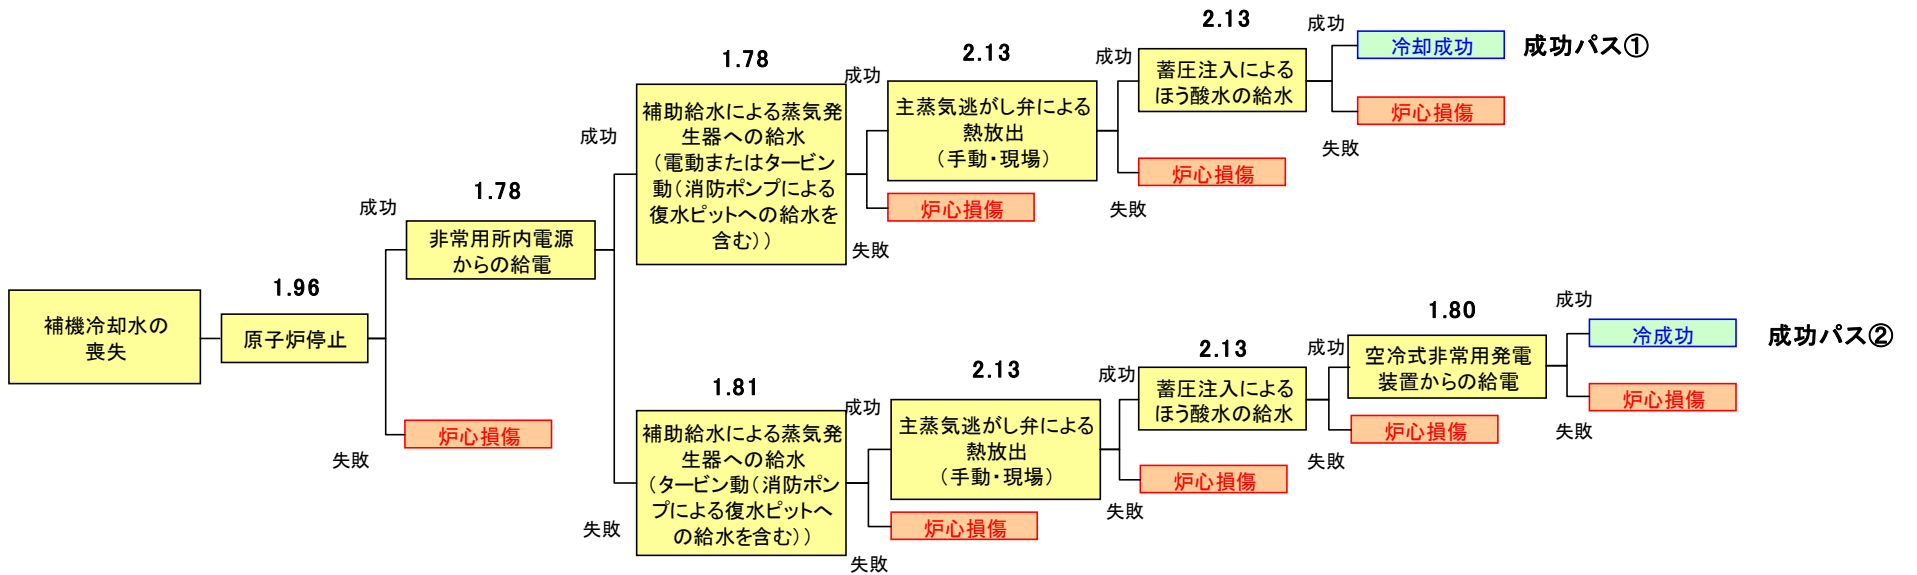 補機冷却水の
喪失
1.96
原子炉停止
成功
失敗
炉心損傷
1.78
非常用所内電源
からの給電
成功
失敗
1.78
補助給水による蒸気発
生器への給水
(電動またはタービン
動(消防ポンプによる
復水ピットへの給水を
含む))
成功
失敗
炉心損傷
2.13
主蒸気逃がし弁による
熱放出
(手動・現場)
成功
失敗
炉心損傷
2.13
蓄圧注入による
ほう酸水の給水
成功
失敗
冷却成功
炉心損傷
成功パス①
1.81
補助給水による蒸気発
生器への給水
(タービン動(消防ポン
プによる復水ピットへ
の給水を含む))
成功
失敗
炉心損傷
2.13
主蒸気逃がし弁による
熱放出
(手動・現場)
成功
失敗
炉心損傷
2.13
蓄圧注入による
ほう酸水の給水
成功
失敗
炉心損傷
1.80
空冷式非常用発電
装置からの給電
成功
失敗
冷成功
炉心損傷
成功パス②